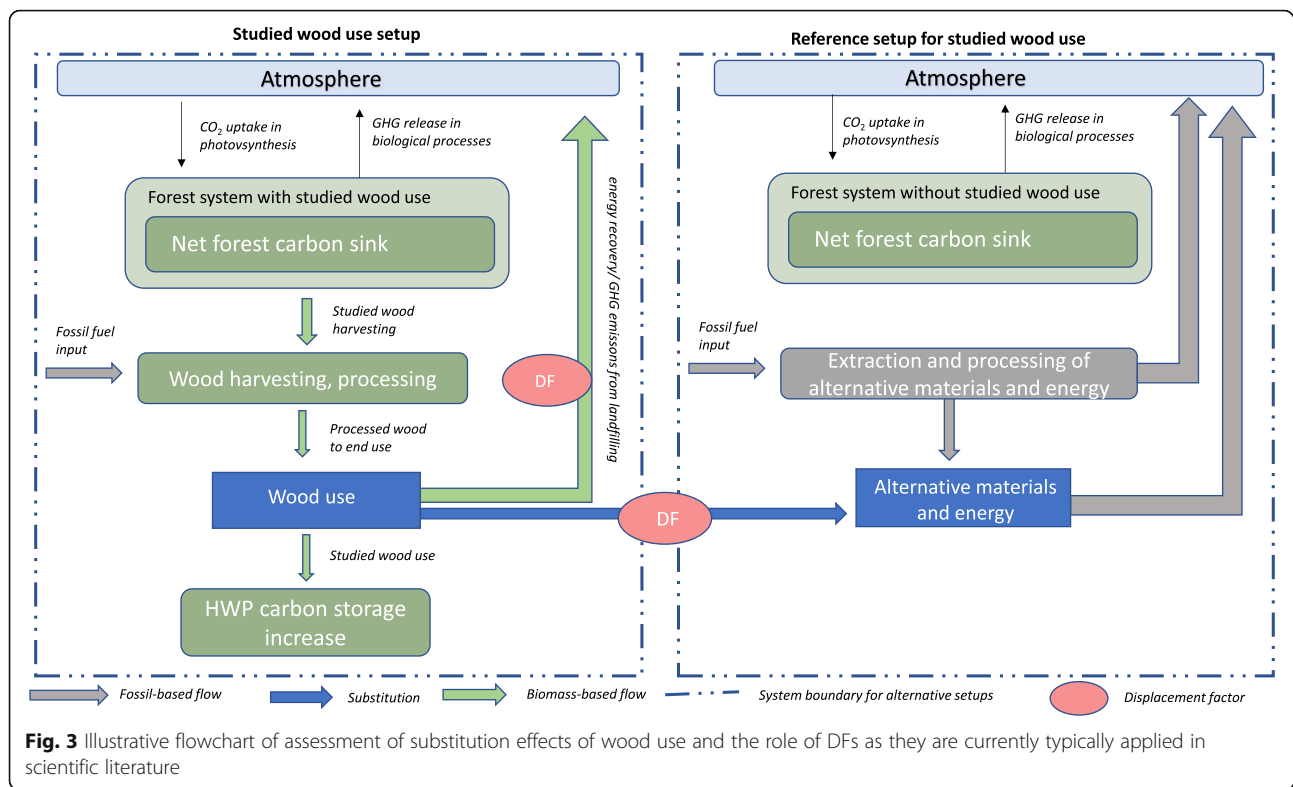 Studied wood use setup
Atmosphere
CO₂ uptake in
photovsynthesis
GHG release in
biological processes
Forest system with studied wood use
Net forest carbon sink
Studied wood
harvesting
Fossil fuel
input
Wood harvesting, processing
DF
energy recovery/ GHG emissons from landfilling
Processed wood
to end use
Wood use
DF
Studied wood use
HWP carbon storage
increase
Reference setup for studied wood use
Atmosphere
CO₂ uptake in
photovsynthesis
GHG release in
biological processes
Forest system without studied wood use
Net forest carbon sink
Fossil fuel
input
Extraction and processing of
alternative materials and energy
Alternative materials
and energy
Fossil-based flow
Substitution
Biomass-based flow
System boundary for alternative setups
Displacement factor
Fig. 3 Illustrative flowchart of assessment of substitution effects of wood use and the role of DFs as they are currently typically applied in
scientific literature